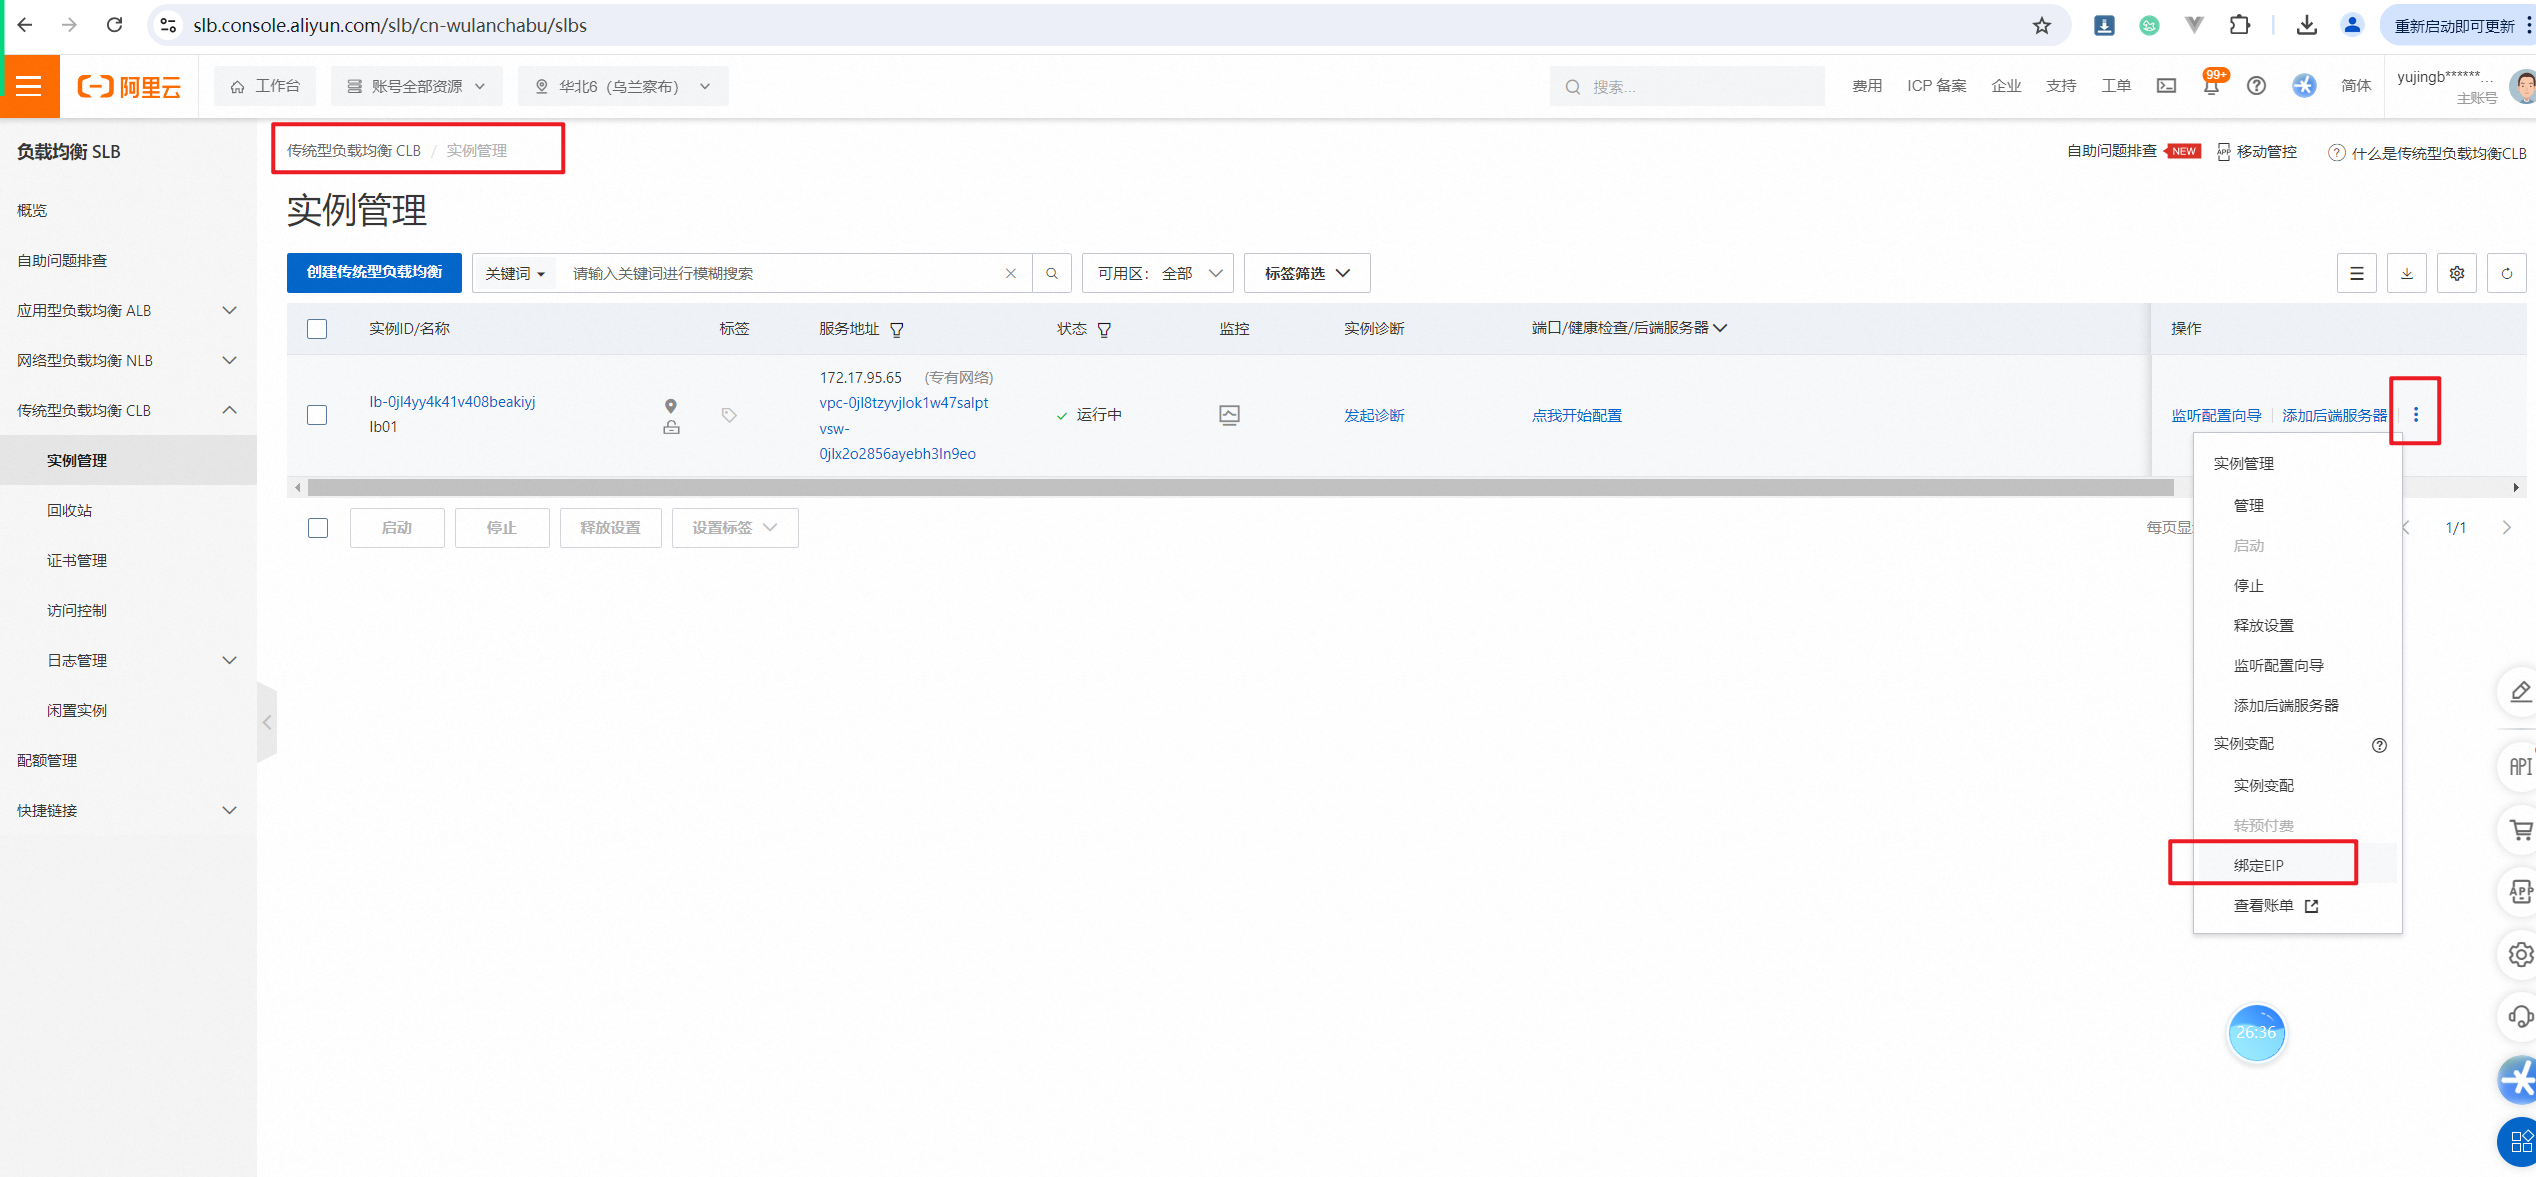 slb.console.aliyun.com/slb/cn-wulanchabu/slbs
重新启动即可更新
阿里云
工作台
账号全部资源
华北6（乌兰察布）
搜索...
费用
ICP 备案
企业
支持
工单
99+
简体
yujingb******...
主账号
负载均衡 SLB
概览
自助问题排查
应用型负载均衡 ALB
网络型负载均衡 NLB
传统型负载均衡 CLB
实例管理
回收站
证书管理
访问控制
日志管理
闲置实例
配额管理
快捷链接
传统型负载均衡 CLB / 实例管理
自助问题排查 NEW
APP 移动管控
什么是传统型负载均衡CLB
实例管理
创建传统型负载均衡
关键词
请输入关键词进行模糊搜索
可用区： 全部
标签筛选
实例ID/名称
标签
服务地址
状态
监控
实例诊断
端口/健康检查/后端服务器
操作
lb-0jl4yy4k41v408beakiyj
lb01
172.17.95.65 (专有网络)
vpc-0jl8tzyvjlok1w47salpt
vsw-
0jlx2o2856ayebh3ln9eo
运行中
发起诊断
点我开始配置
监听配置向导
添加后端服务器
启动
停止
释放设置
设置标签
每页显
1/1
实例管理
管理
启动
停止
释放设置
监听配置向导
添加后端服务器
实例变配
实例变配
转预付费
绑定EIP
查看账单
API
APP
26:36